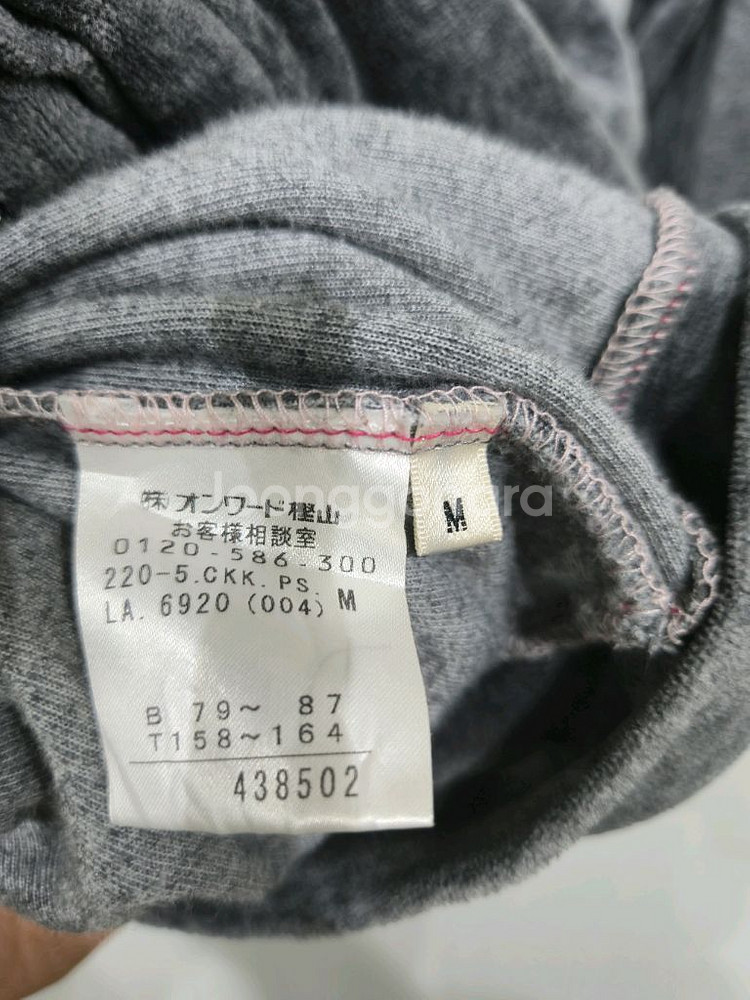 ㈱オンワード樫山
お客様相談室
0120-586-300
220-5.CKK.PS.
LA. 6920 (004) M
B 79~ 87
T158~164
438502
M
Joonggonara